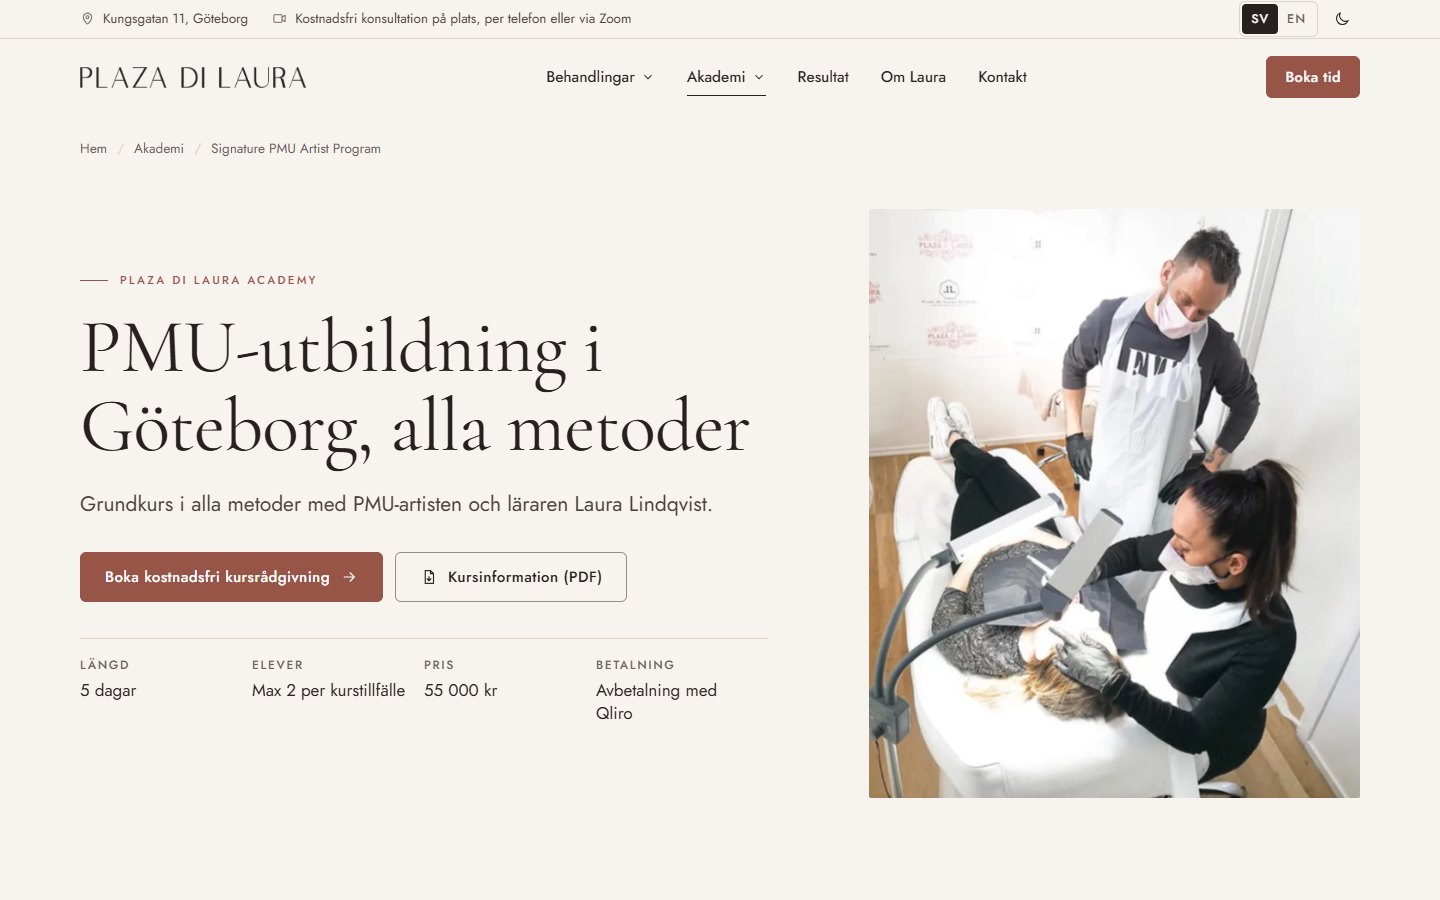 Kungsgatan 11, Göteborg
Kostnadsfri konsultation på plats, per telefon eller via Zoom
SV
EN
PLAZA DI LAURA
Behandlingar
Akademi
Resultat
Om Laura
Kontakt
Boka tid
Hem / Akademi / Signature PMU Artist Program
PLAZA DI LAURA ACADEMY
PMU-utbildning i
Göteborg, alla metoder
Grundkurs i alla metoder med PMU-artisten och läraren Laura Lindqvist.
Boka kostnadsfri kursrådgivning
Kursinformation (PDF)
LÄNGD
5 dagar
ELEVER
Max 2 per kurstillfälle
PRIS
55 000 kr
BETALNING
Avbetalning med
Qliro